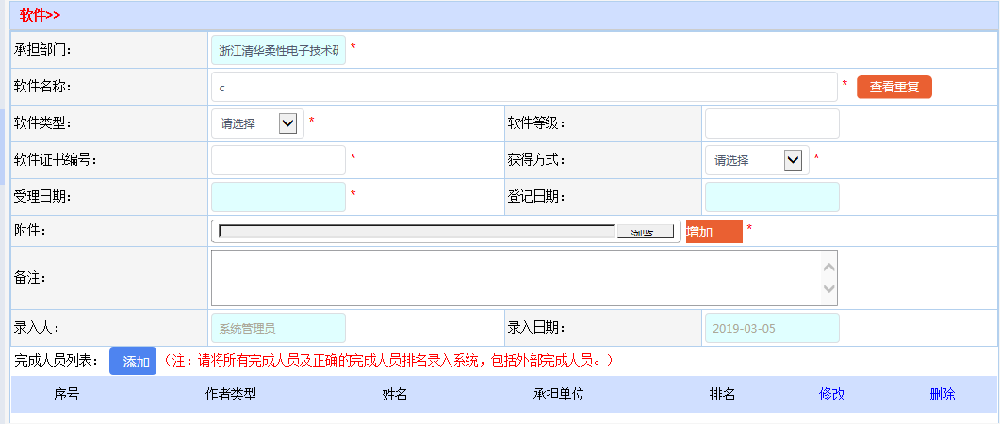 软件>>
承担部门： 浙江清华柔性电子技术研 *
软件名称： c * 查看重复
软件类型： 请选择 * 软件等级：
软件证书编号： * 获得方式： 请选择 *
受理日期： * 登记日期：
附件： 浏览 增加 *
备注：
录入人： 系统管理员 录入日期： 2019-03-05
完成人员列表： 添加 （注：请将所有完成人员及正确的完成人员排名录入系统，包括外部完成人员。）
序号 作者类型 姓名 承担单位 排名 修改 删除